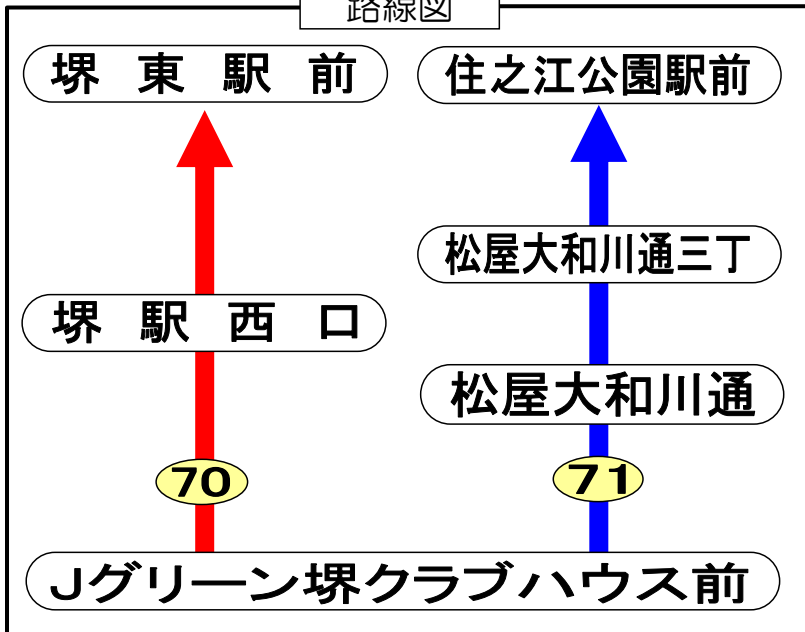 路線図
堺東駅前
住之江公園駅前
松屋大和川通三丁
堺駅西口
松屋大和川通
70
71
Jグリーン堺クラブハウス前